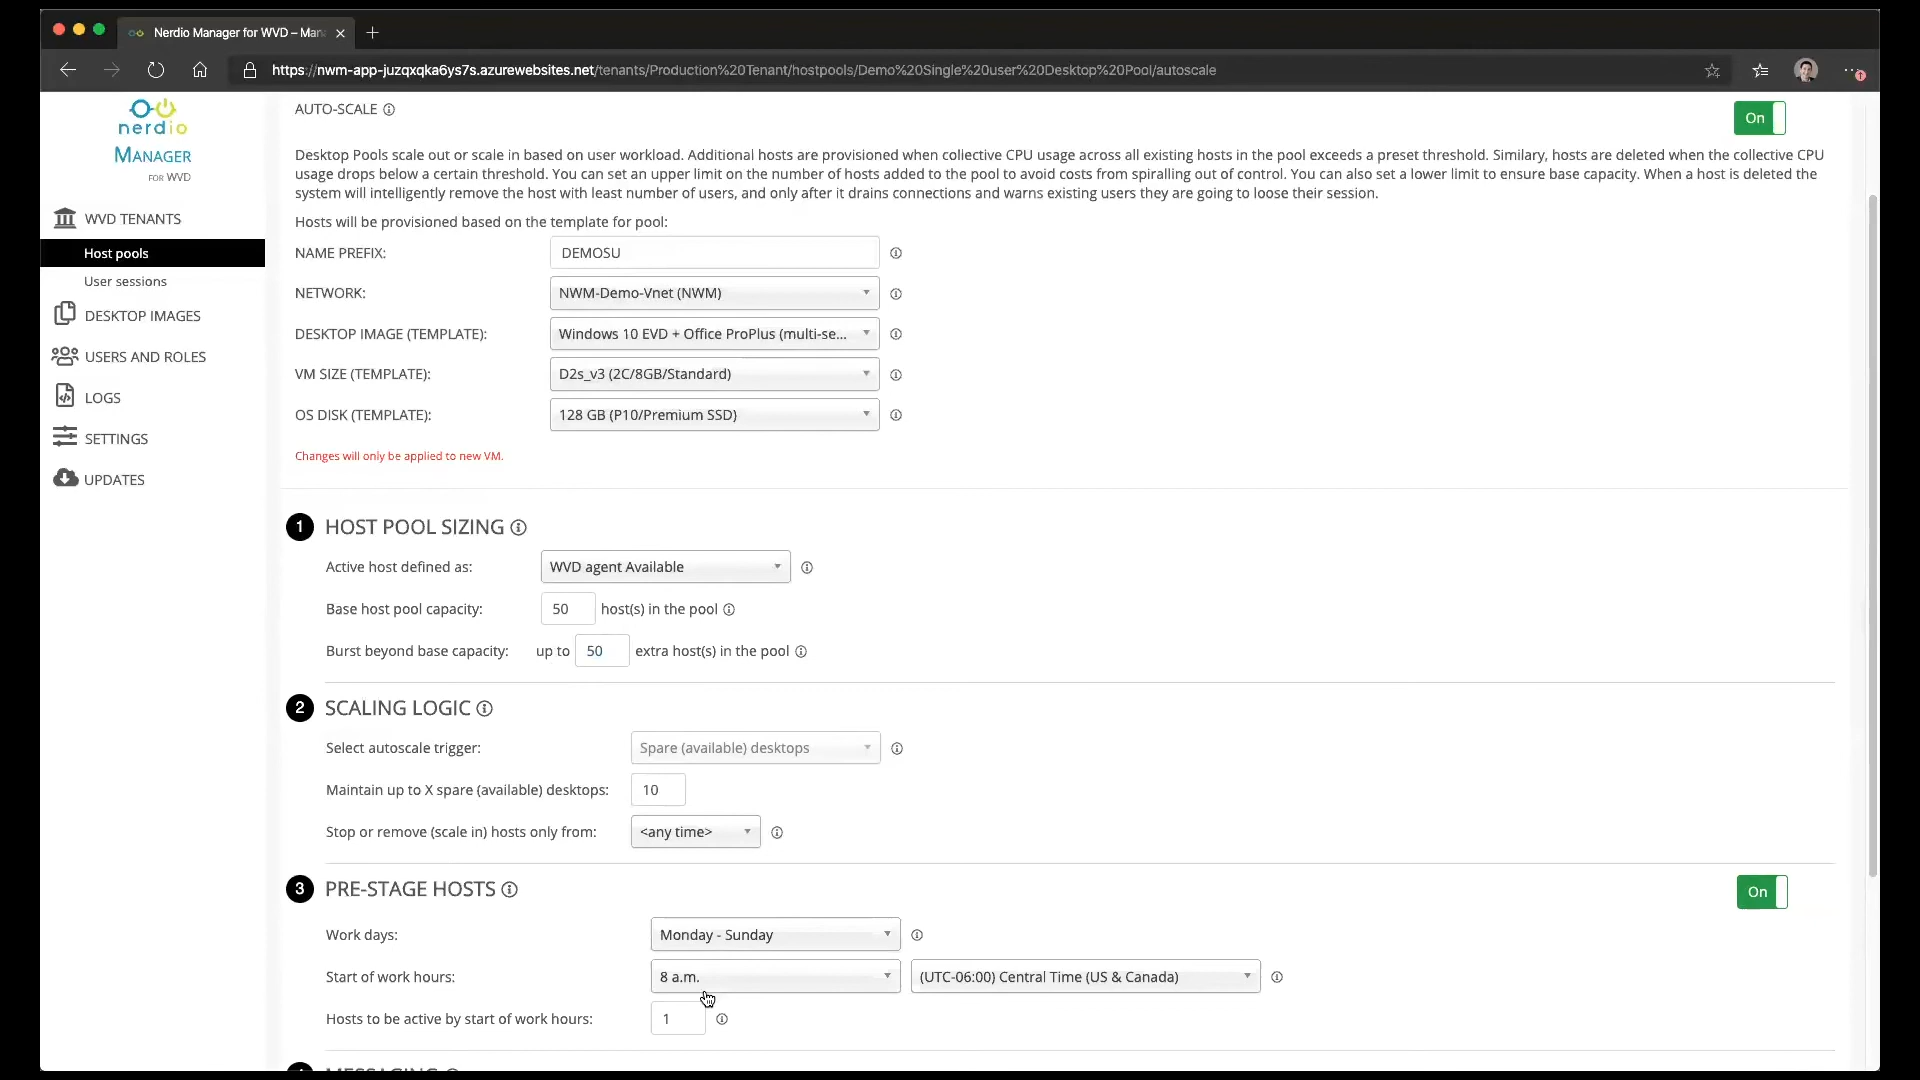 Nerdio Manager for WVD – Man
https://nwm-app-juzqxqka6ys7s.azurewebsites.net/tenants/Production%20Tenant/hostpools/Demo%20Single%20user%20Desktop%20Pool/autoscale
nerdio
MANAGER
FOR WVD
WVD TENANTS
Host pools
User sessions
DESKTOP IMAGES
USERS AND ROLES
LOGS
SETTINGS
UPDATES
AUTO-SCALE
On
Desktop Pools scale out or scale in based on user workload. Additional hosts are provisioned when collective CPU usage across all existing hosts in the pool exceeds a preset threshold. Similary, hosts are deleted when the collective CPU
usage drops below a certain threshold. You can set an upper limit on the number of hosts added to the pool to avoid costs from spiralling out of control. You can also set a lower limit to ensure base capacity. When a host is deleted the
system will intelligently remove the host with least number of users, and only after it drains connections and warns existing users they are going to loose their session.
Hosts will be provisioned based on the template for pool:
NAME PREFIX: DEMOSU
NETWORK: NWM-Demo-Vnet (NWM)
DESKTOP IMAGE (TEMPLATE): Windows 10 EVD + Office ProPlus (multi-se...
VM SIZE (TEMPLATE): D2s_v3 (2C/8GB/Standard)
OS DISK (TEMPLATE): 128 GB (P10/Premium SSD)
Changes will only be applied to new VM.
1 HOST POOL SIZING
Active host defined as: WVD agent Available
Base host pool capacity: 50 host(s) in the pool
Burst beyond base capacity: up to 50 extra host(s) in the pool
2 SCALING LOGIC
Select autoscale trigger: Spare (available) desktops
Maintain up to X spare (available) desktops: 10
Stop or remove (scale in) hosts only from: <any time>
3 PRE-STAGE HOSTS
On
Work days: Monday - Sunday
Start of work hours: 8 a.m. (UTC-06:00) Central Time (US & Canada)
Hosts to be active by start of work hours: 1
MESSAGING